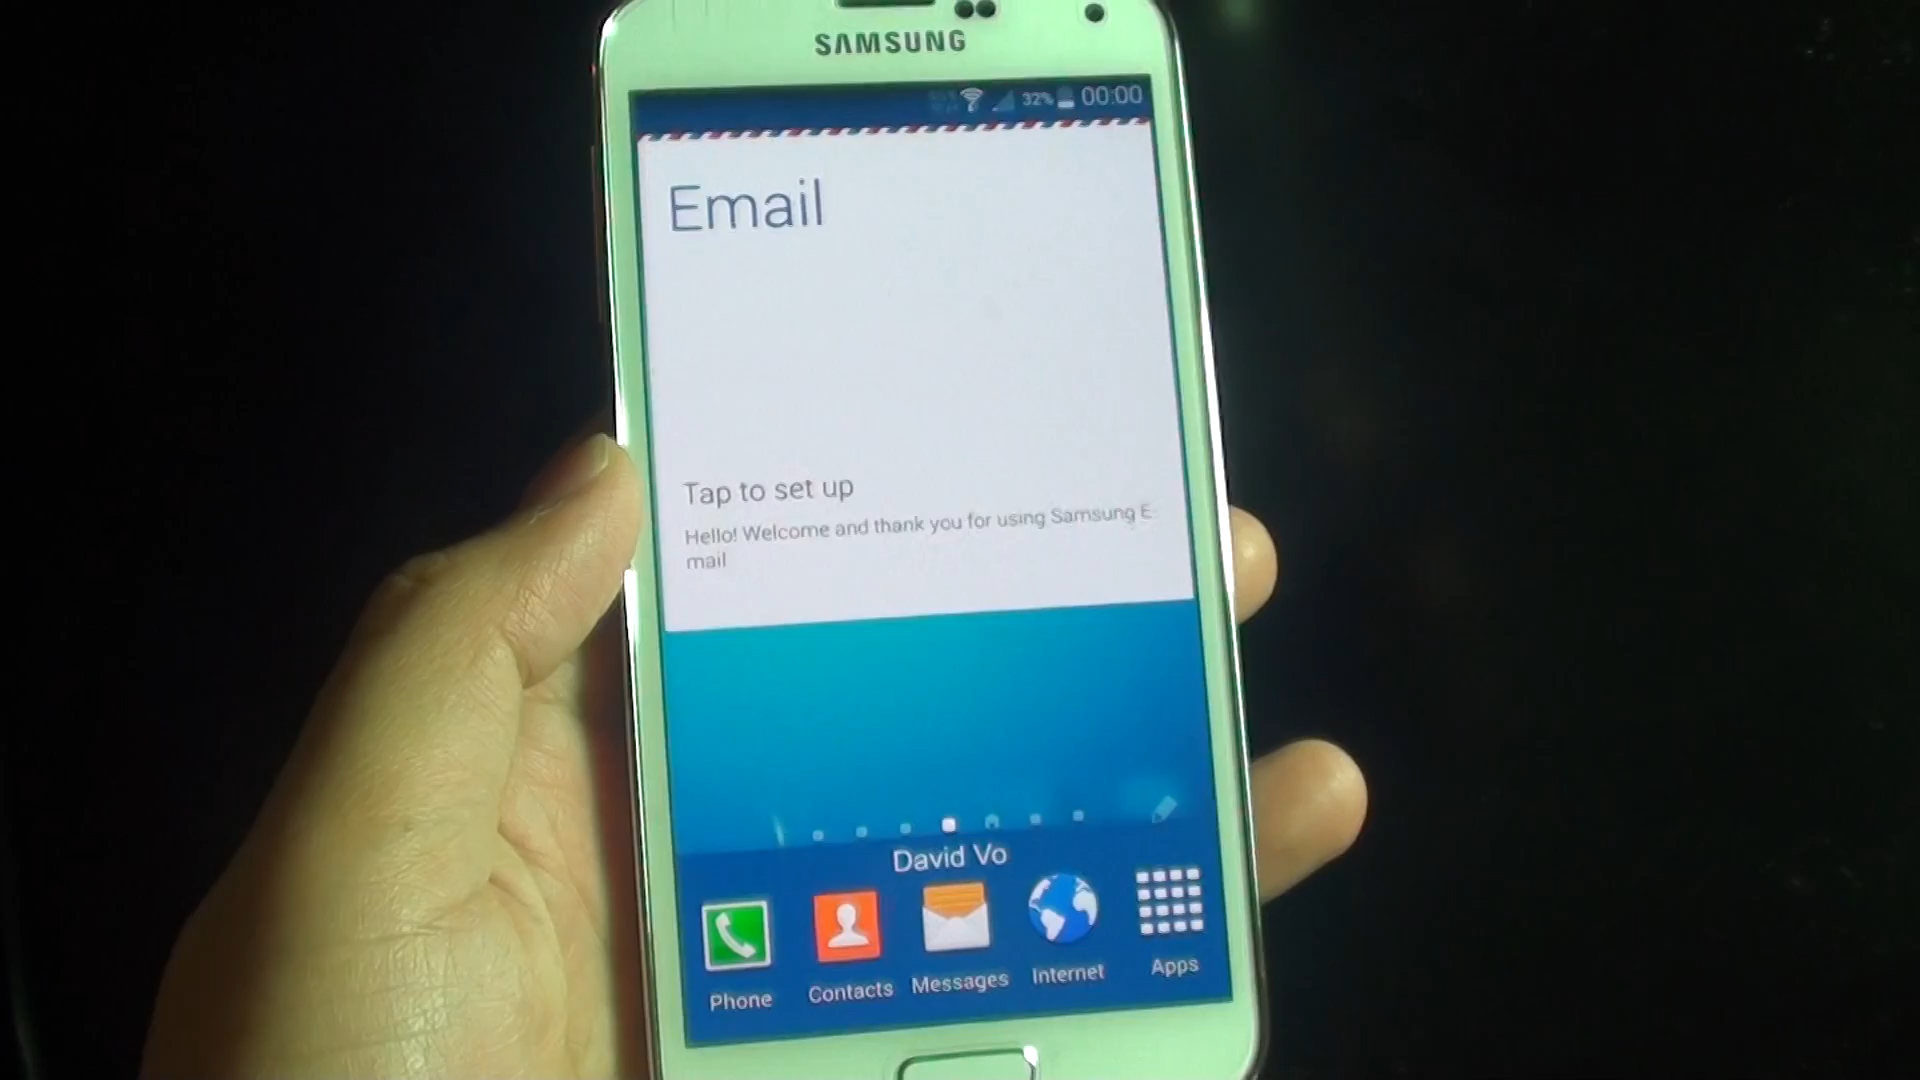 SAMSUNG
32% 00:00
Email
Tap to set up
Hello! Welcome and thank you for using Samsung E
mail
David Vo
Phone Contacts Messages Internet Apps